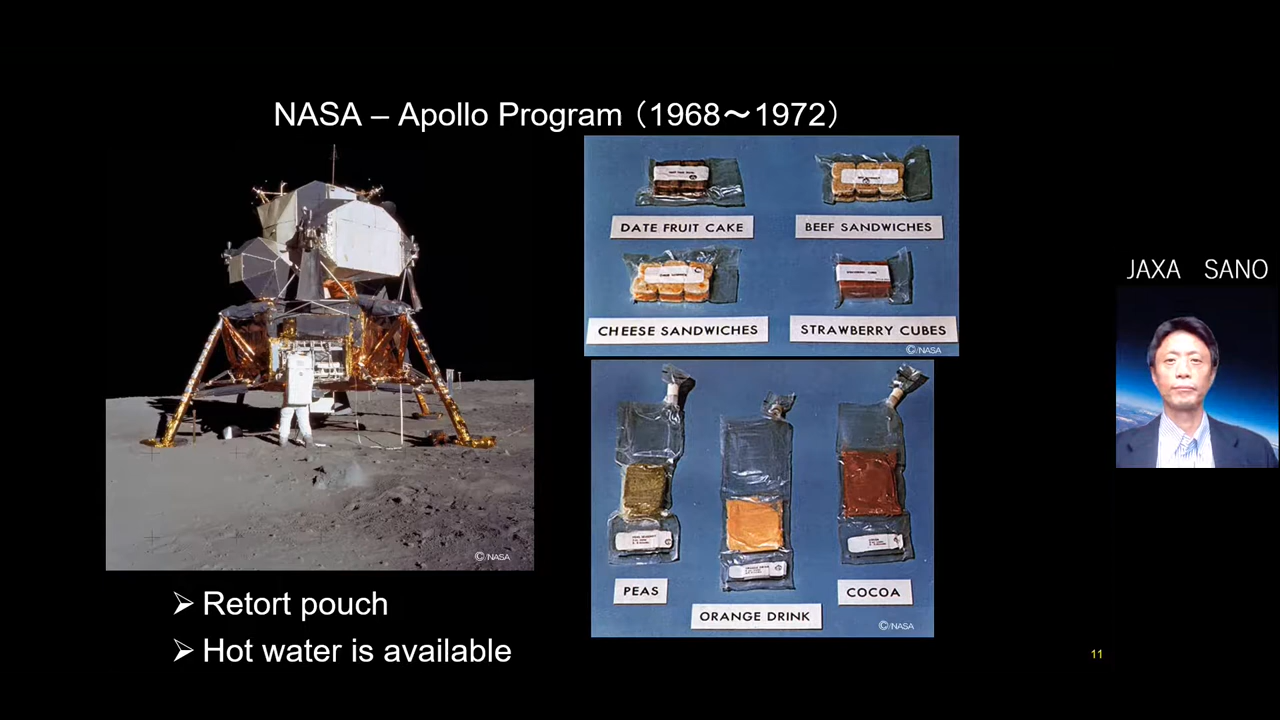 NASA – Apollo Program（1968～1972）
DATE FRUIT CAKE
BEEF SANDWICHES
CHEESE SANDWICHES
STRAWBERRY CUBES
©/NASA
PEAS
ORANGE DRINK
COCOA
©/NASA
©/NASA
➢ Retort pouch
➢ Hot water is available
11
JAXA SANO